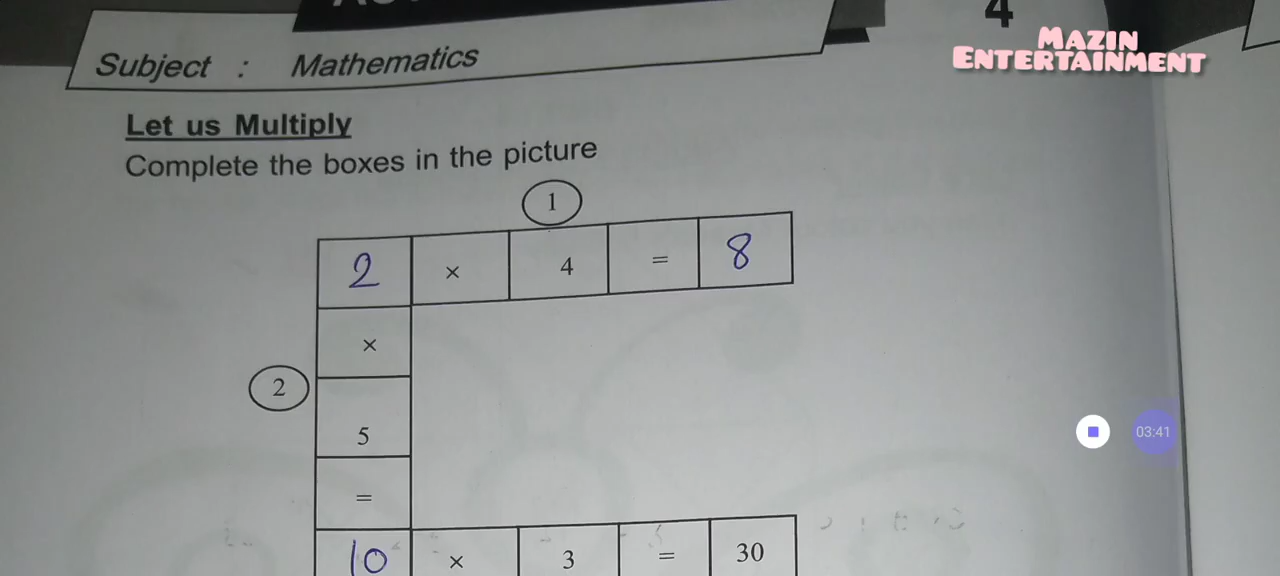 4
MAZIN
ENTERTAINMENT
Subject : Mathematics
Let us Multiply
Complete the boxes in the picture
1
2 × 4 = 8
×
2
5
=
10 × 3 = 30
03:41